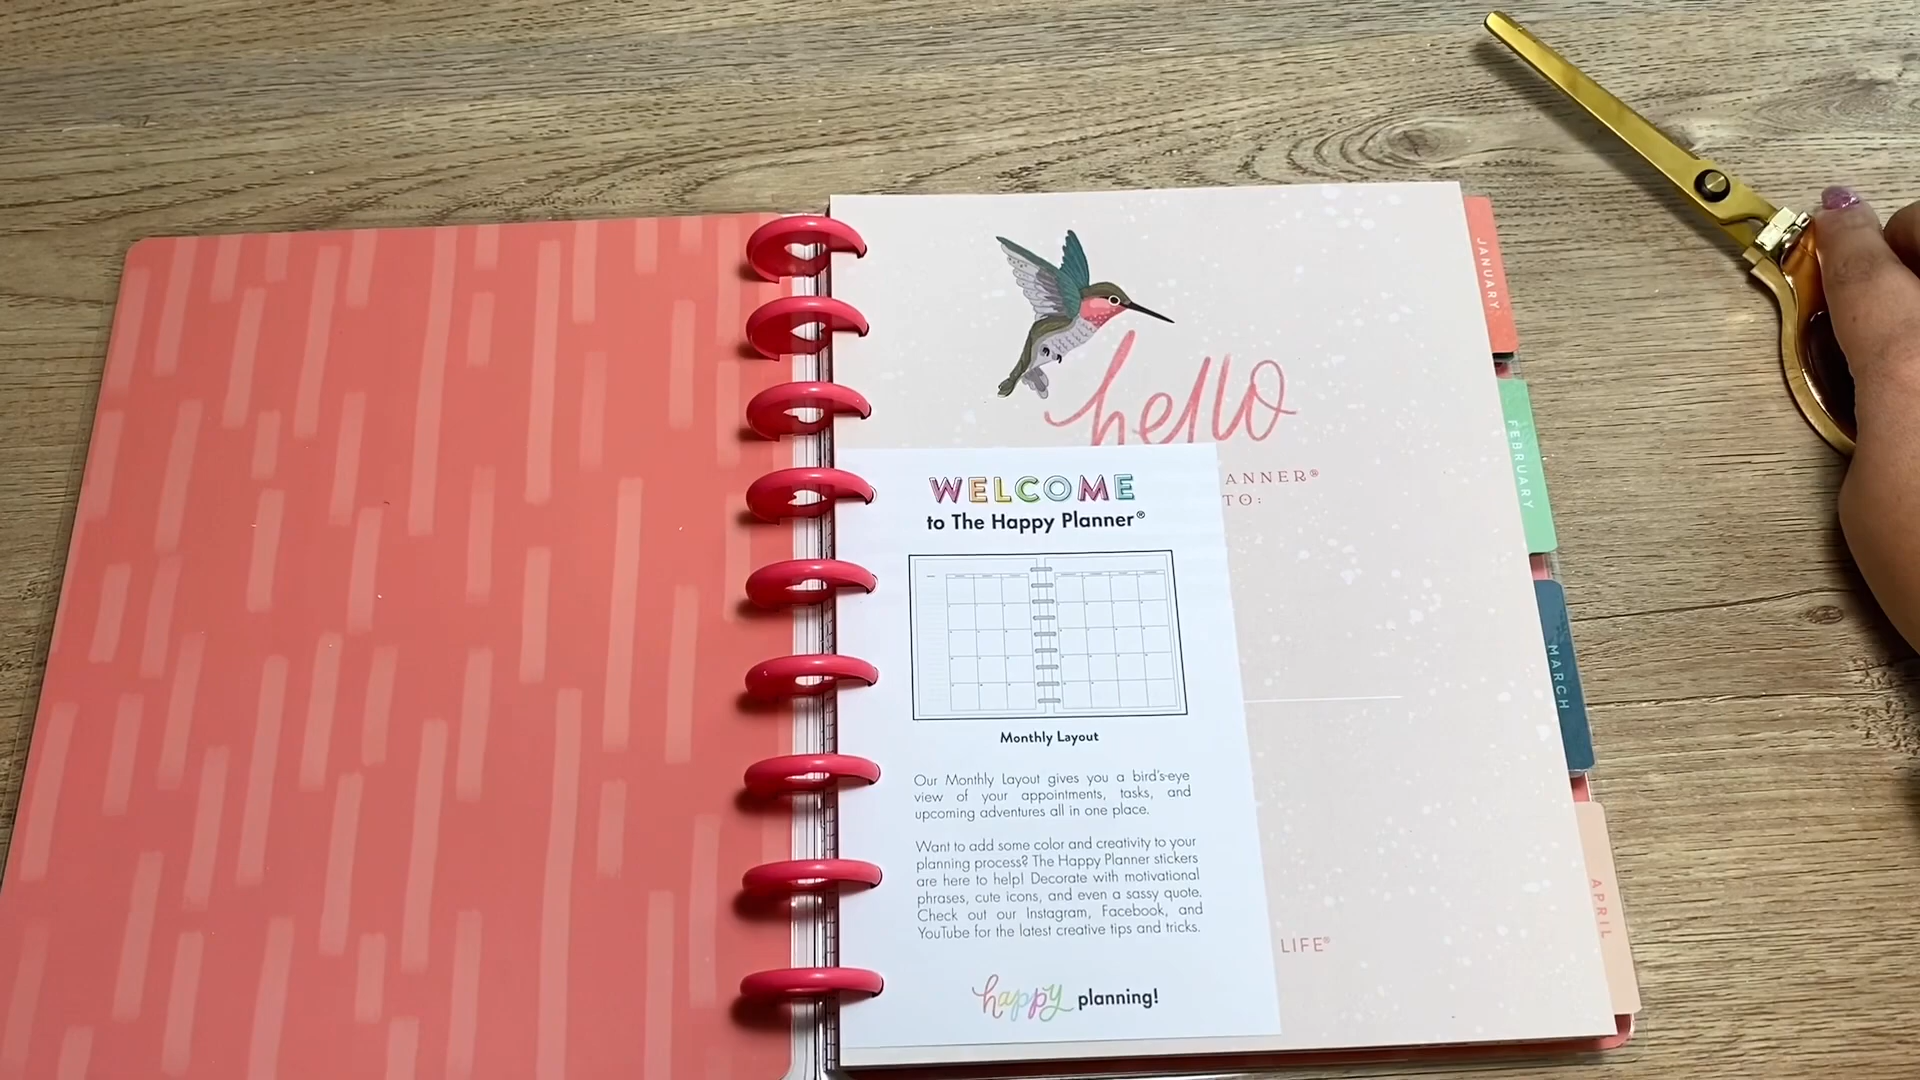 hello
ANNER®
TO:
WELCOME
to The Happy Planner®
Monthly Layout
Our Monthly Layout gives you a bird's-eye
view of your appointments, tasks, and
upcoming adventures all in one place.
Want to add some color and creativity to your
planning process? The Happy Planner stickers
are here to help! Decorate with motivational
phrases, cute icons, and even a sassy quote.
Check out our Instagram, Facebook, and
YouTube for the latest creative tips and tricks.
happy planning!
LIFE®
JANUARY
FEBRUARY
MARCH
APRIL